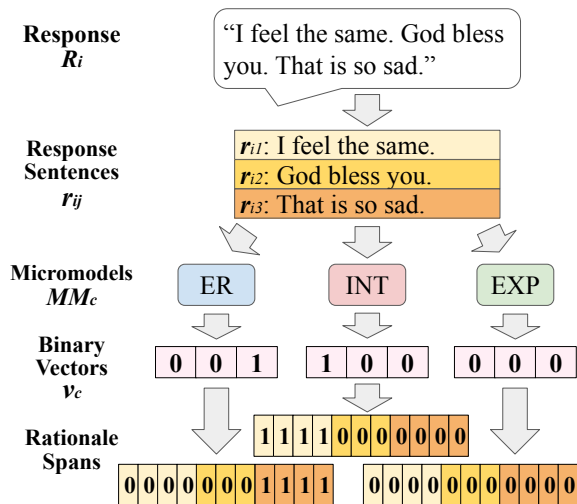 Response
Ri
“I feel the same. God bless
you. That is so sad.”
Response
Sentences
rij
ri1: I feel the same.
ri2: God bless you.
ri3: That is so sad.
Micromodels
MMc
ER
INT
EXP
Binary
Vectors
vc
0 0 1
1 0 0
0 0 0
Rationale
Spans
1 1 1 1 0 0 0 0 0 0 0
0 0 0 0 0 0 0 1 1 1 1
0 0 0 0 0 0 0 0 0 0 0